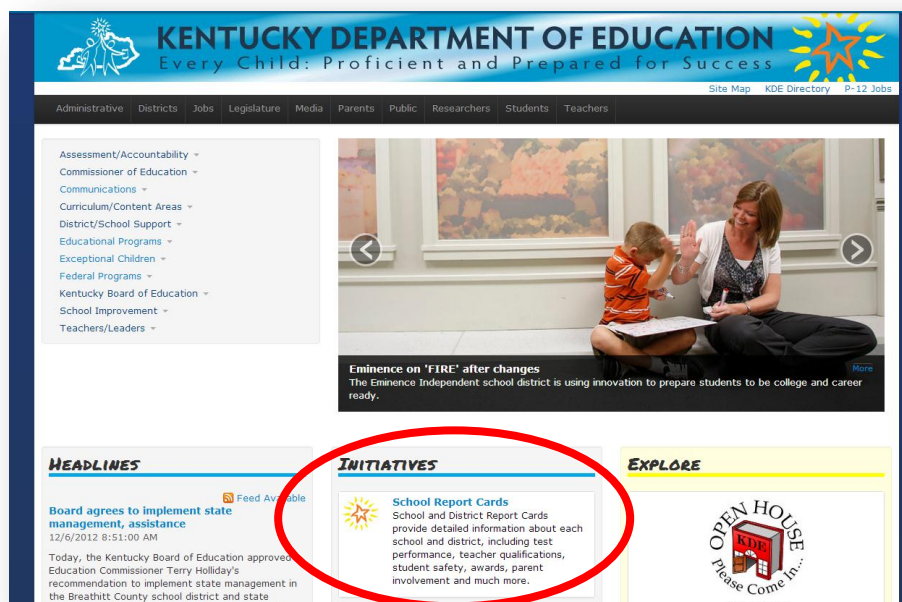 KENTUCKY DEPARTMENT OF EDUCATION
Every Child: Proficient and Prepared for Success
Site Map KDE Directory P-12 Jobs
Administrative Districts Jobs Legislature Media Parents Public Researchers Students Teachers
Assessment/Accountability
Commissioner of Education
Communications
Curriculum/Content Areas
District/School Support
Educational Programs
Exceptional Children
Federal Programs
Kentucky Board of Education
School Improvement
Teachers/Leaders
Eminence on 'FIRE' after changes
More
The Eminence Independent school district is using innovation to prepare students to be college and career
ready.
HEADLINES
Feed Available
Board agrees to implement state
management, assistance
12/6/2012 8:51:00 AM
Today, the Kentucky Board of Education approved
Education Commissioner Terry Holliday's
recommendation to implement state management in
the Breathitt County school district and state
INITIATIVES
School Report Cards
School and District Report Cards
provide detailed information about each
school and district, including test
performance, teacher qualifications,
student safety, awards, parent
involvement and much more.
EXPLORE
OPEN HOUSE
KDE
Please Come In...